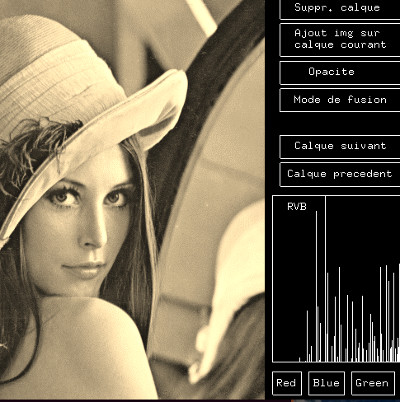 Suppr. calque
Ajout img sur
calque courant
Opacite
Mode de fusion
Calque suivant
Calque precedent
RVB
Red
Blue
Green